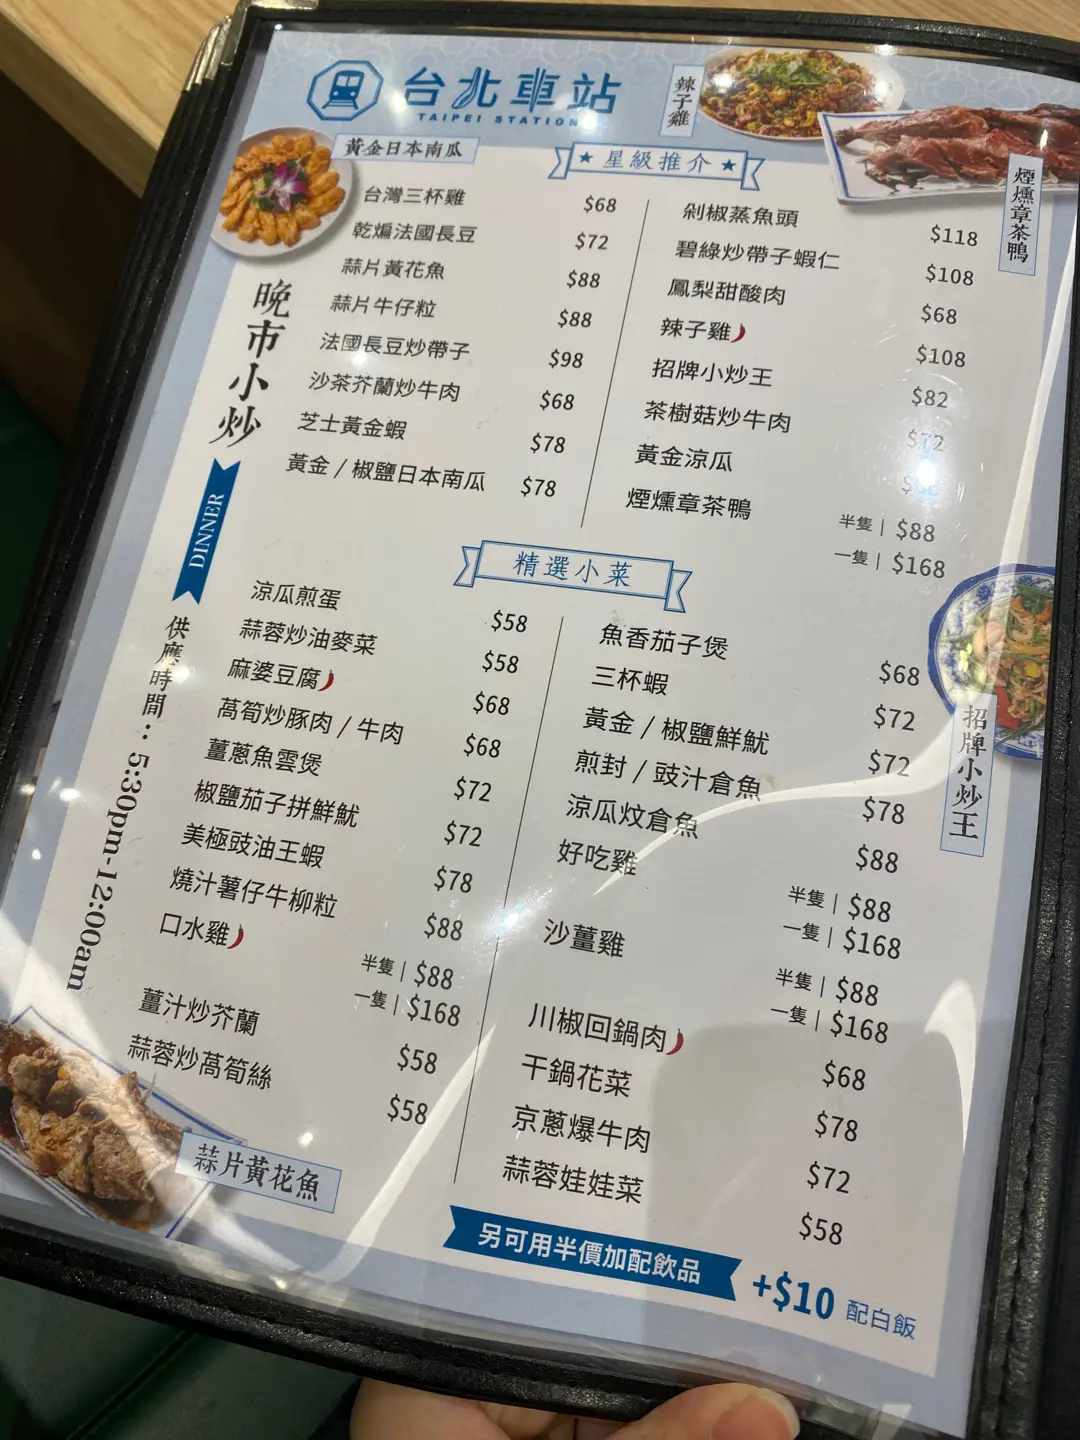 台北車站
TAIPEI STATION
辣子雞
黃金日本南瓜
煙燻章茶鴨
★ 星級推介 ★
台灣三杯雞 $68
乾煸法國長豆 $72
蒜片黃花魚 $88
蒜片牛仔粒 $88
法國長豆炒帶子 $98
沙茶芥蘭炒牛肉 $68
芝士黃金蝦 $78
黃金 / 椒鹽日本南瓜 $78
剁椒蒸魚頭 $118
碧綠炒帶子蝦仁 $108
鳳梨甜酸肉 $68
辣子雞 $108
招牌小炒王 $82
茶樹菇炒牛肉 $72
黃金涼瓜
煙燻章茶鴨 半隻 | $88
一隻 | $168
晚市小炒
DINNER
供應時間：5:30pm-12:00am
精選小菜
涼瓜煎蛋 $58
蒜蓉炒油麥菜 $58
麻婆豆腐 $68
萵筍炒豚肉 / 牛肉 $68
薑蔥魚雲煲 $72
椒鹽茄子拼鮮魷 $72
美極豉油王蝦 $78
燒汁薯仔牛柳粒 $88
口水雞 半隻 | $88
一隻 | $168
薑汁炒芥蘭 $58
蒜蓉炒萵筍絲 $58
魚香茄子煲 $68
三杯蝦 $72
黃金 / 椒鹽鮮魷 $72
煎封 / 豉汁倉魚 $78
涼瓜炆倉魚 $88
好吃雞 半隻 | $88
一隻 | $168
沙薑雞 半隻 | $88
一隻 | $168
川椒回鍋肉 $68
干鍋花菜 $78
京蔥爆牛肉 $72
蒜蓉娃娃菜 $58
招牌小炒王
蒜片黃花魚
另可用半價加配飲品
+$10 配白飯